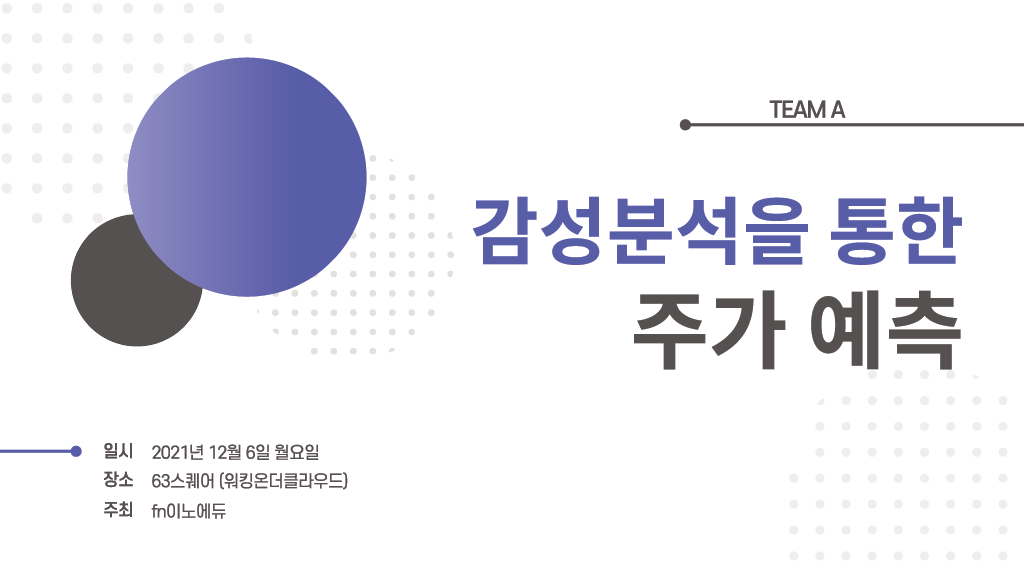 TEAM A
감성분석을 통한
주가 예측
일시 2021년 12월 6일 월요일
장소 63스퀘어 (워킹온더클라우드)
주최 fn이노에듀